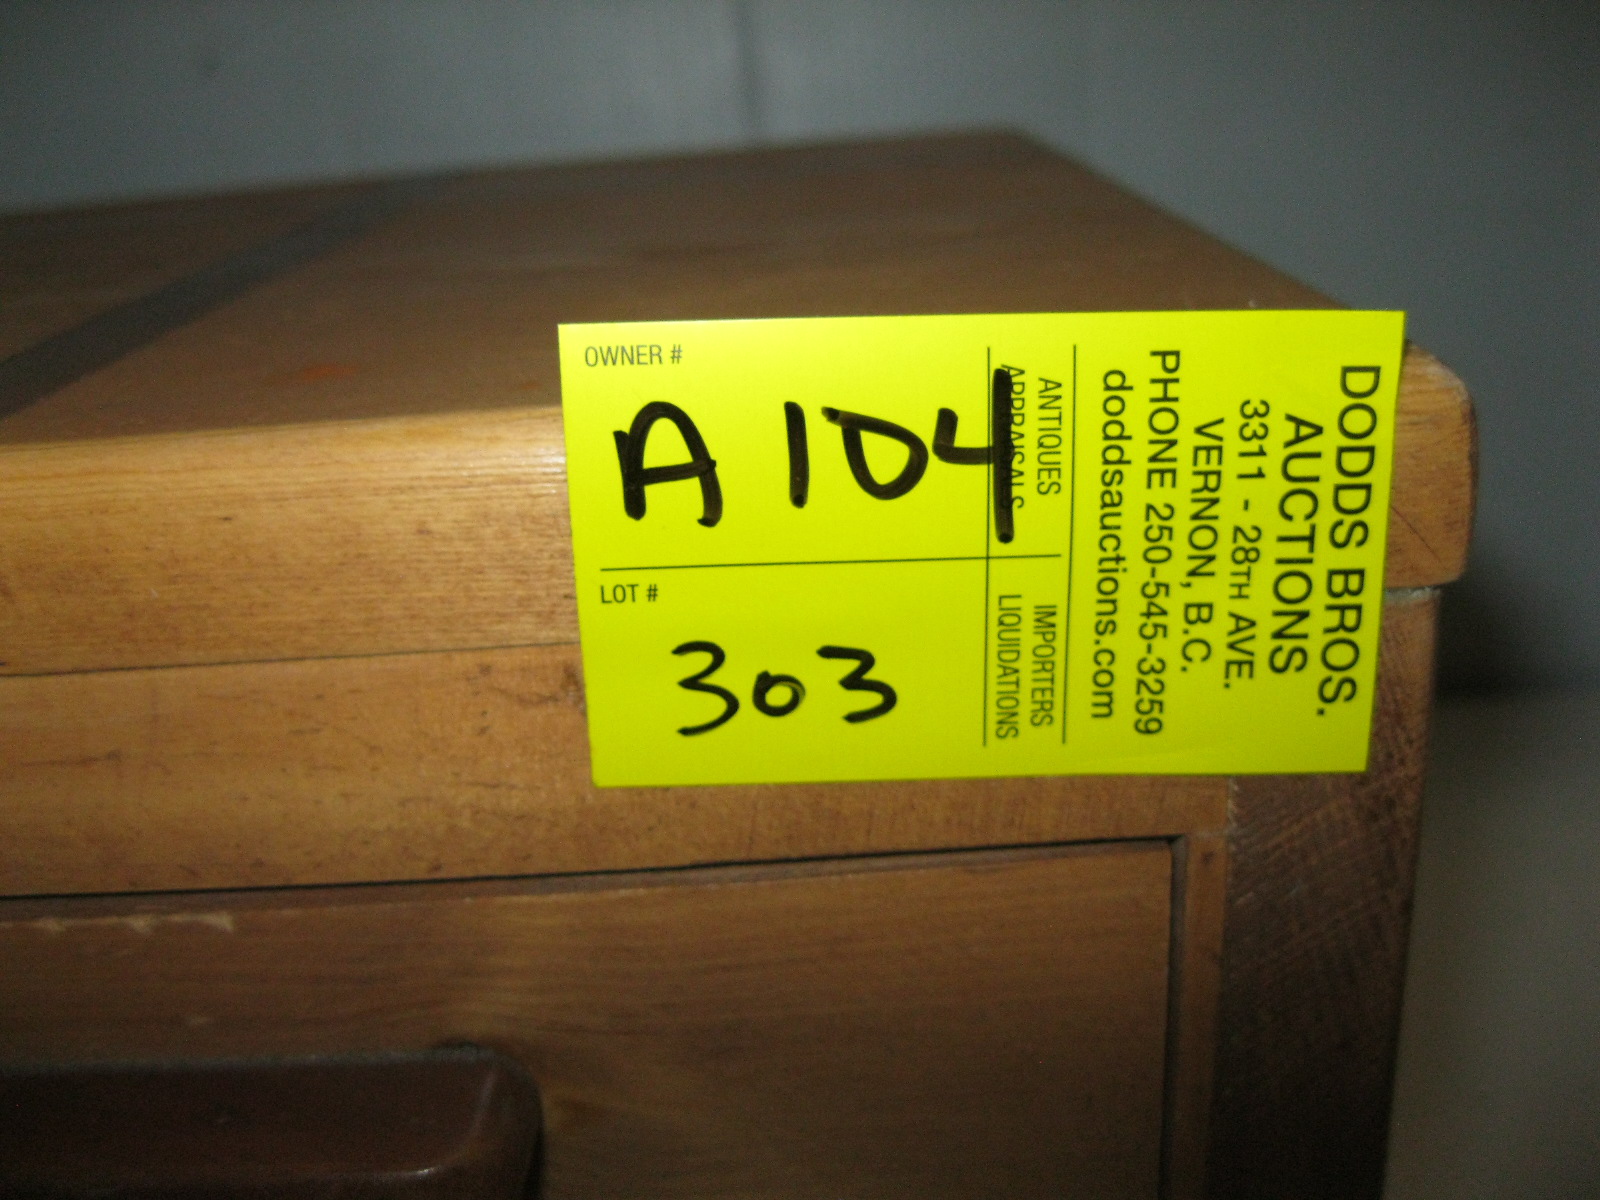 DODDS BROS.
AUCTIONS
3311 - 28TH AVE.
VERNON, B.C.
PHONE 250-545-3259
doddsauctions.com
ANTIQUES
APPRAISALS
IMPORTERS
LIQUIDATIONS
OWNER #
A 104
LOT #
303